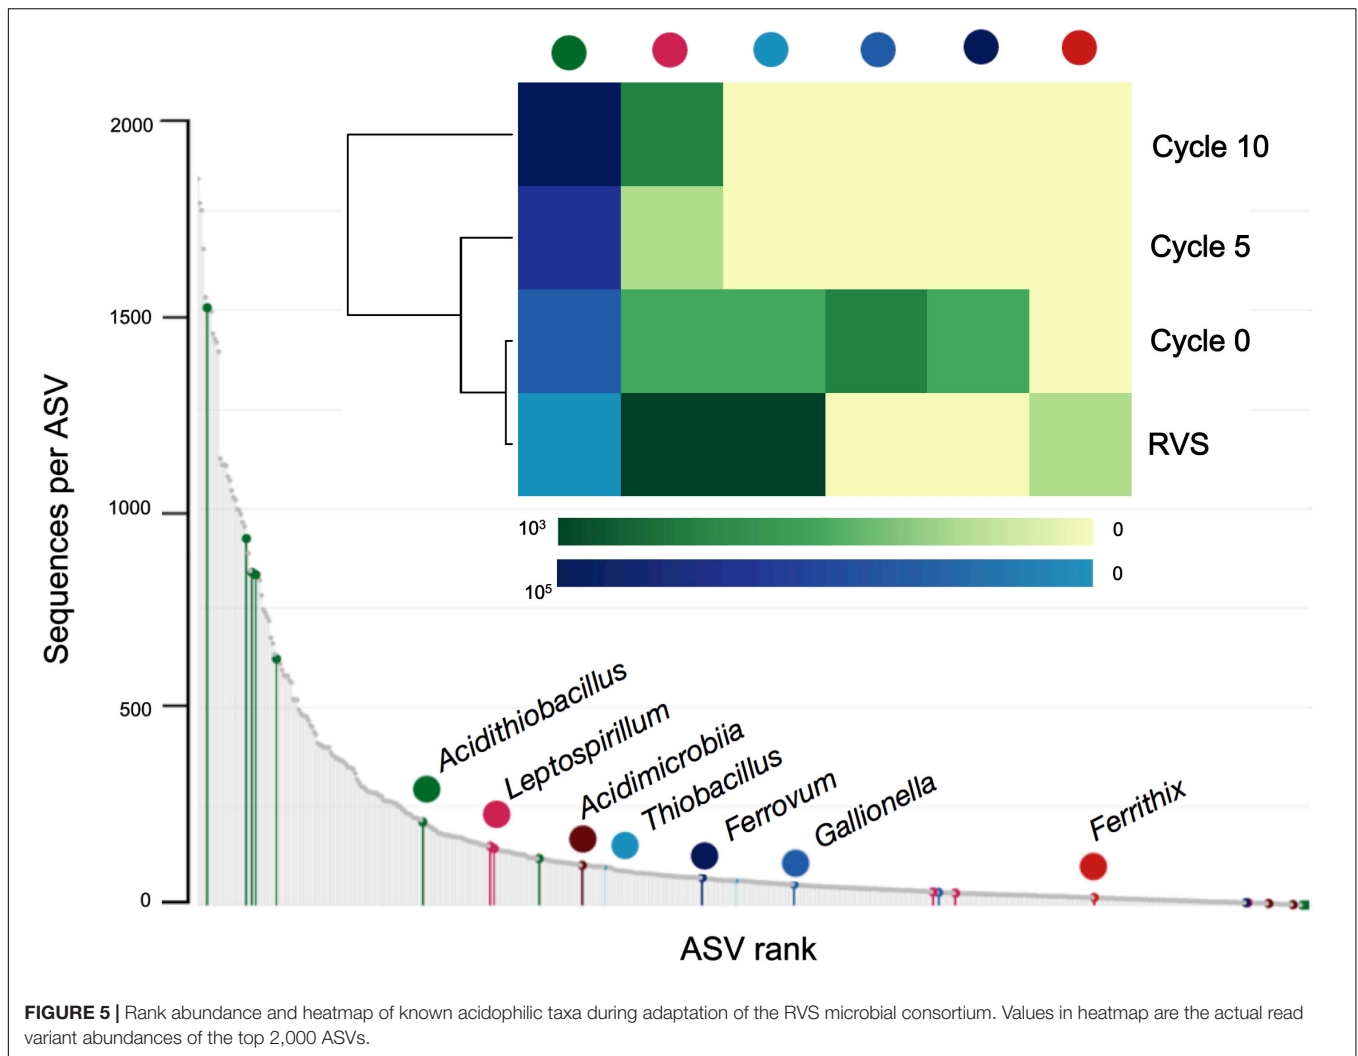 2000
1500
1000
500
0
Sequences per ASV
Cycle 10
Cycle 5
Cycle 0
RVS
10³ 0
10⁵ 0
Acidithiobacillus
Leptospirillum
Acidimicrobiia
Thiobacillus
Ferrovum
Gallionella
Ferrithix
ASV rank
FIGURE 5 | Rank abundance and heatmap of known acidophilic taxa during adaptation of the RVS microbial consortium. Values in heatmap are the actual read
variant abundances of the top 2,000 ASVs.